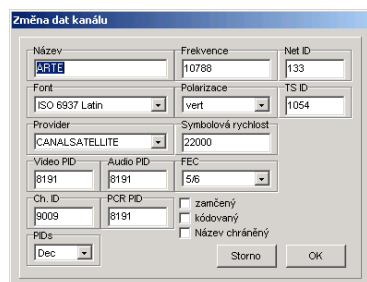 Změna dat kanálu
Název Frekvence Net ID
ARTE 10788 133
Font Polarizace TS ID
ISO 6937 Latin vert 1054
Provider Symbolová rychlost
CANALSATELLITE 22000
Video PID Audio PID FEC
8191 8191 5/6
Ch. ID PCR PID zamčený
9009 8191 kódovaný
Název chráněný
PIDs
Dec Storno OK